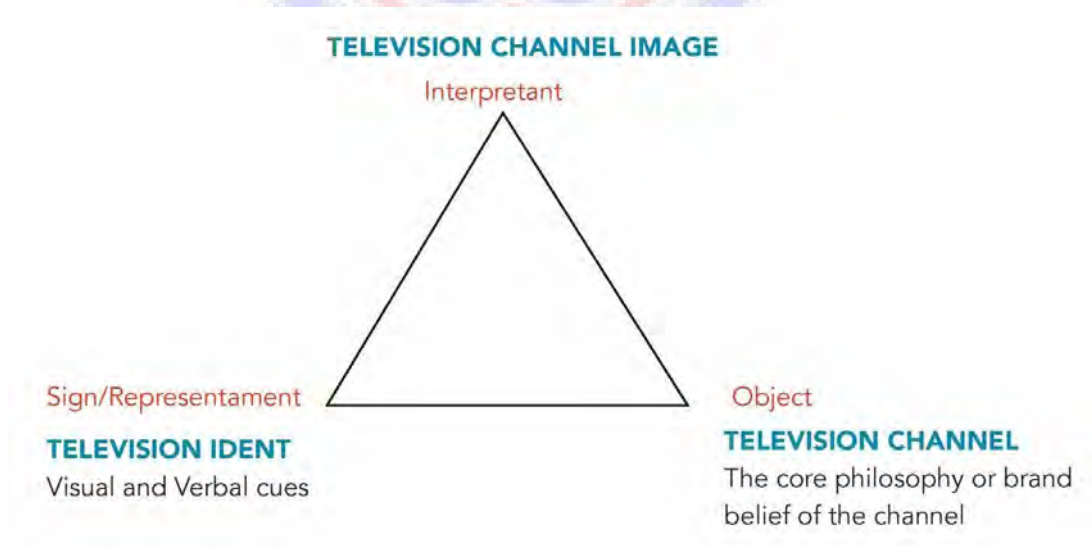 TELEVISION CHANNEL IMAGE
Interpretant
Sign/Representament
Object
TELEVISION IDENT
Visual and Verbal cues
TELEVISION CHANNEL
The core philosophy or brand
belief of the channel